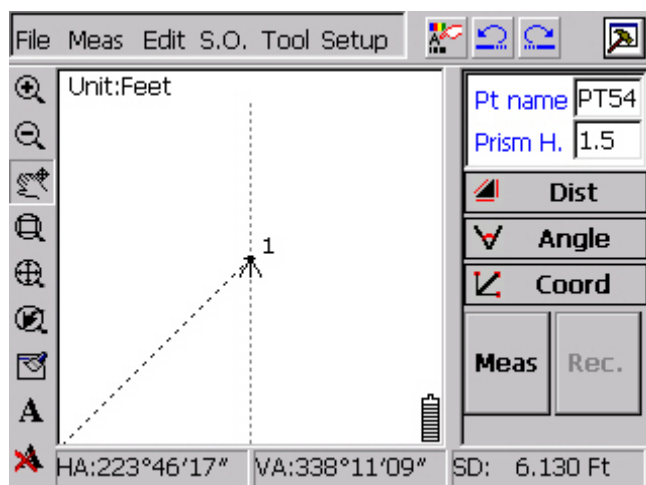 File Meas Edit S.O. Tool Setup
Unit:Feet
1
Pt name PT54
Prism H. 1.5
Dist
Angle
Coord
Meas Rec.
A
A
HA:223°46'17" VA:338°11'09" SD: 6.130 Ft